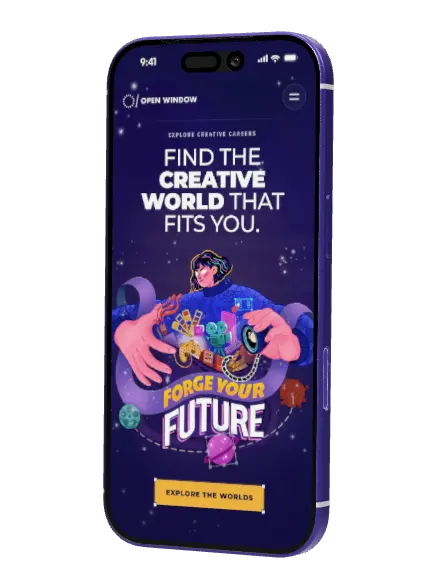 9:41
OPEN WINDOW
EXPLORE CREATIVE CAREERS
FIND THE
CREATIVE
WORLD THAT
FITS YOU.
FORGE YOUR
FUTURE
EXPLORE THE WORLDS